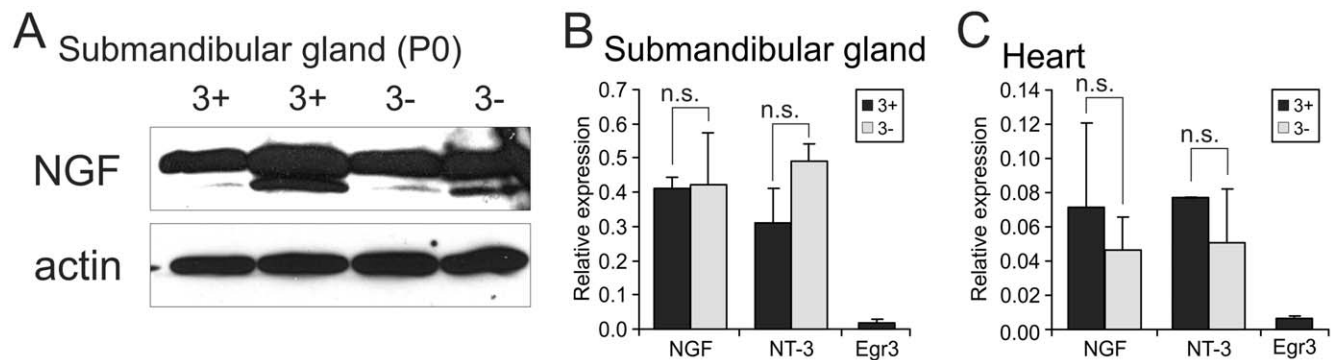 A Submandibular gland (P0)
3+ 3+ 3- 3-
NGF
actin
B Submandibular gland
Relative expression
0.7
0.6
0.5
0.4
0.3
0.2
0.1
0.0
n.s.
n.s.
3+
3-
NGF NT-3 Egr3
C Heart
Relative expression
0.14
0.12
0.10
0.08
0.06
0.04
0.02
0.00
n.s.
n.s.
3+
3-
NGF NT-3 Egr3